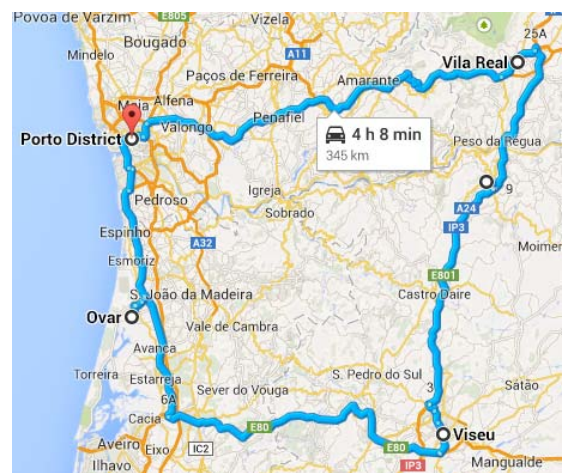 Povoa de Varzim
E805
Vizela
Bougado
A11
25A
Vila Real
Paços de Ferreira
Amarante
Maia
Alfena
Porto District
Valongo
Penafiel
4 h 8 min
345 km
Peso da Regua
9
Pedroso
Igreja
Sobrado
A24
IP3
Moimen
Espinho
A32
Esmoriz
E801
S. João da Madeira
Castro Daire
Ovar
Vale de Cambra
Avanca
Torreira
Estarreja
Sever do Vouga
S. Pedro do Sul
3
Satão
6A
Cacia
E80
Viseu
Aveiro
Eixo
IC2
E80
IP3
Mangualde
Ilhavo